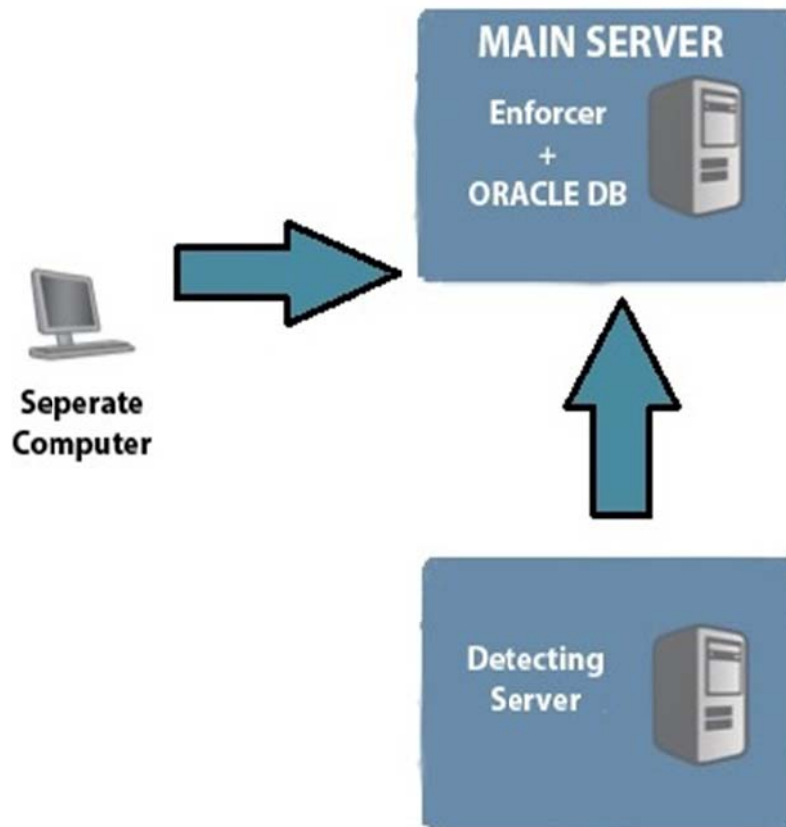 MAIN SERVER
Enforcer
+
ORACLE DB
Seperate
Computer
Detecting
Server